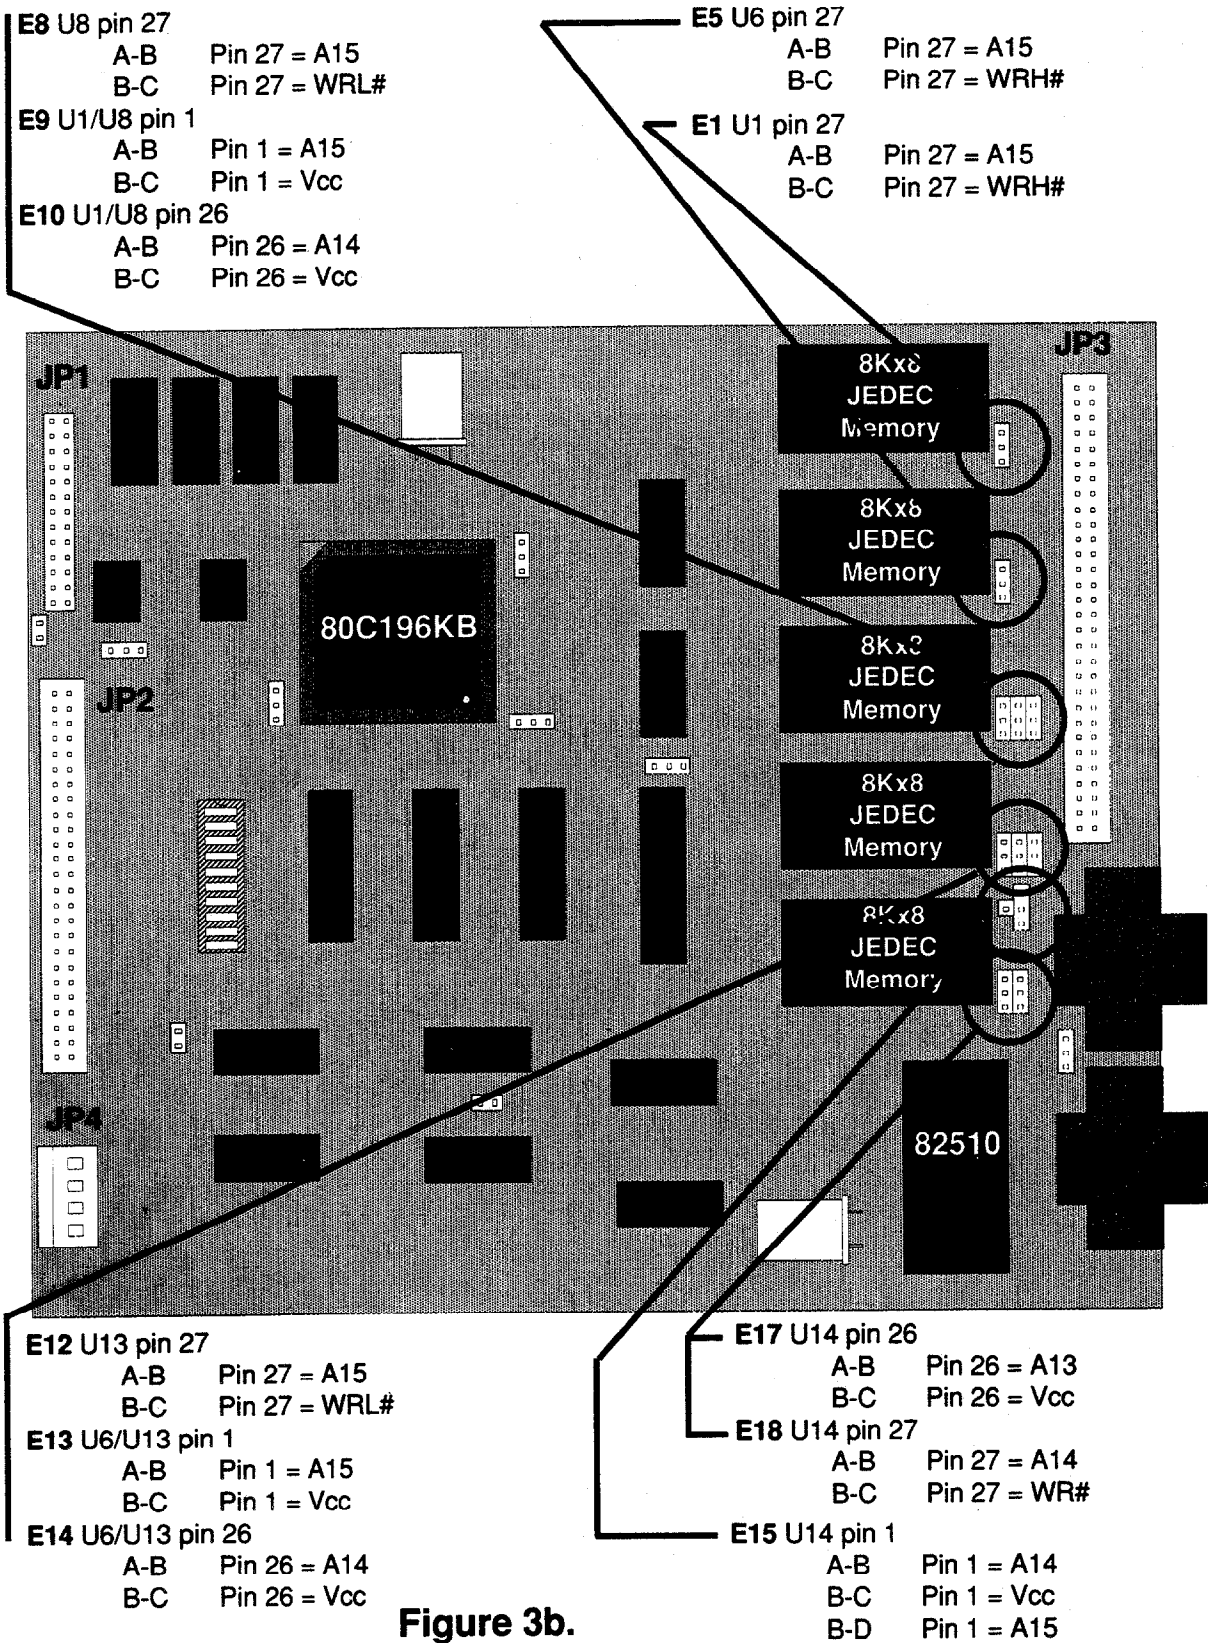 E8 U8 pin 27
A-B Pin 27 = A15
B-C Pin 27 = WRL#
E9 U1/U8 pin 1
A-B Pin 1 = A15
B-C Pin 1 = Vcc
E10 U1/U8 pin 26
A-B Pin 26 = A14
B-C Pin 26 = Vcc
E5 U6 pin 27
A-B Pin 27 = A15
B-C Pin 27 = WRH#
E1 U1 pin 27
A-B Pin 27 = A15
B-C Pin 27 = WRH#
JP1
JP3
8Kx8
JEDEC
Memory
8Kx8
JEDEC
Memory
80C196KB
8Kx8
JEDEC
Memory
JP2
8Kx8
JEDEC
Memory
8Kx8
JEDEC
Memory
JP4
82510
E12 U13 pin 27
A-B Pin 27 = A15
B-C Pin 27 = WRL#
E13 U6/U13 pin 1
A-B Pin 1 = A15
B-C Pin 1 = Vcc
E14 U6/U13 pin 26
A-B Pin 26 = A14
B-C Pin 26 = Vcc
E17 U14 pin 26
A-B Pin 26 = A13
B-C Pin 26 = Vcc
E18 U14 pin 27
A-B Pin 27 = A14
B-C Pin 27 = WR#
E15 U14 pin 1
A-B Pin 1 = A14
B-C Pin 1 = Vcc
B-D Pin 1 = A15
Figure 3b.